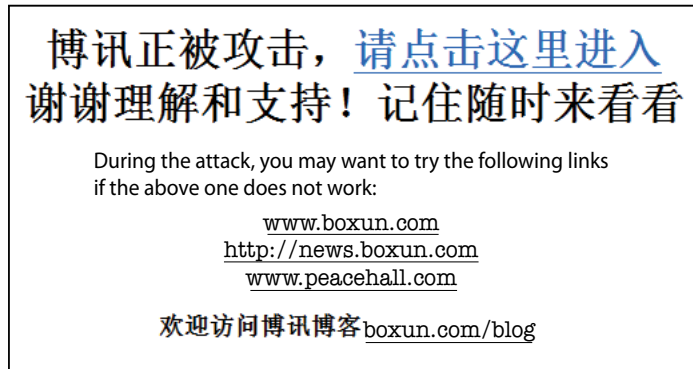 博讯正被攻击，请点击这里进入
谢谢理解和支持！记住随时来看看
During the attack, you may want to try the following links
if the above one does not work:
www.boxun.com
http://news.boxun.com
www.peacehall.com
欢迎访问博讯博客boxun.com/blog